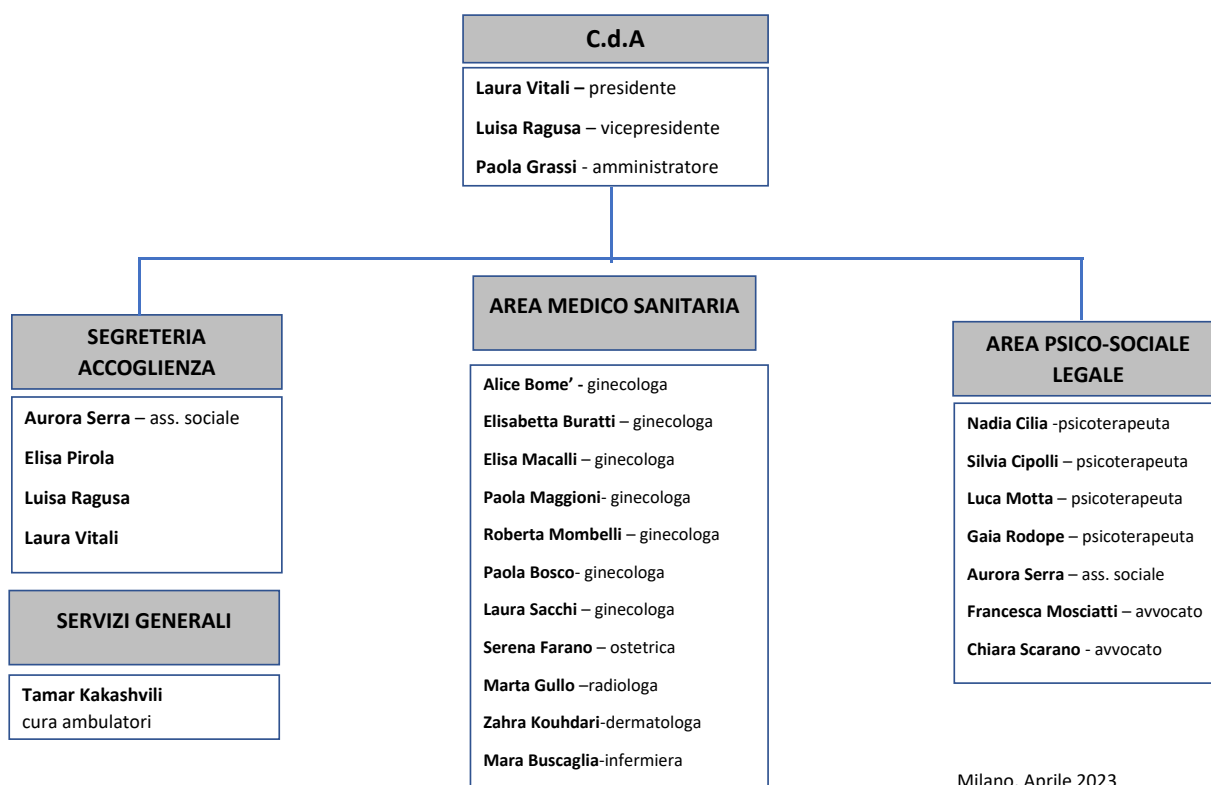 C.d.A
Laura Vitali – presidente
Luisa Ragusa – vicepresidente
Paola Grassi - amministratore
SEGRETERIA
ACCOGLIENZA
Aurora Serra – ass. sociale
Elisa Pirola
Luisa Ragusa
Laura Vitali
SERVIZI GENERALI
Tamar Kakashvili
cura ambulatori
AREA MEDICO SANITARIA
Alice Bome’ - ginecologa
Elisabetta Buratti – ginecologa
Elisa Macalli – ginecologa
Paola Maggioni- ginecologa
Roberta Mombelli – ginecologa
Paola Bosco- ginecologa
Laura Sacchi – ginecologa
Serena Farano – ostetrica
Marta Gullo –radiologa
Zahra Kouhdari-dermatologa
Mara Buscaglia-infermiera
AREA PSICO-SOCIALE
LEGALE
Nadia Cilia -psicoterapeuta
Silvia Cipolli – psicoterapeuta
Luca Motta – psicoterapeuta
Gaia Rodope – psicoterapeuta
Aurora Serra – ass. sociale
Francesca Mosciatti – avvocato
Chiara Scarano - avvocato
Milano, Aprile 2023